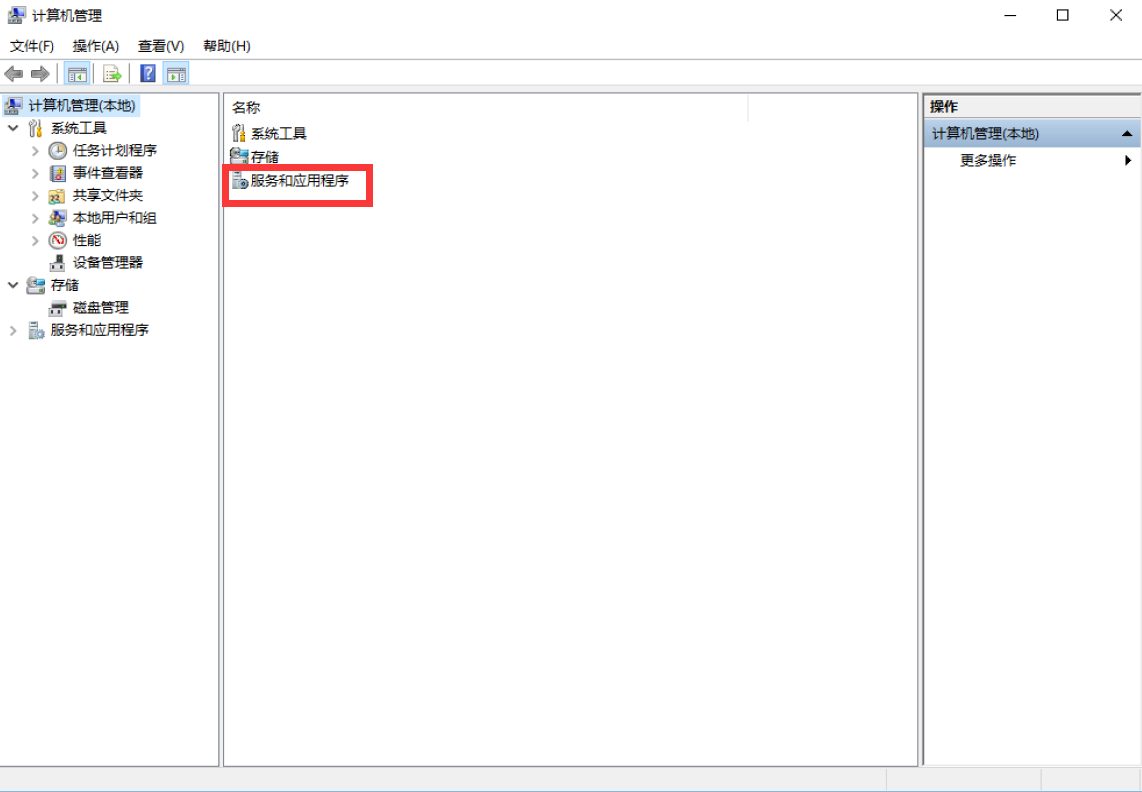 计算机管理
文件(F) 操作(A) 查看(V) 帮助(H)
计算机管理(本地)
系统工具
任务计划程序
事件查看器
共享文件夹
本地用户和组
性能
设备管理器
存储
磁盘管理
服务和应用程序
名称
系统工具
存储
服务和应用程序
操作
计算机管理(本地)
更多操作